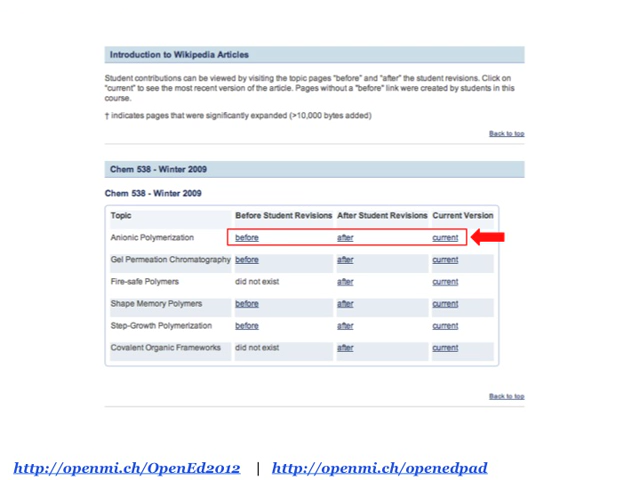 Introduction to Wikipedia Articles
Student contributions can be viewed by visiting the topic pages "before" and "after" the student revisions. Click on
"current" to see the most recent version of the article. Pages without a "before" link were created by students in this
course.
† indicates pages that were significantly expanded (>10,000 bytes added)
Back to top
Chem 538 - Winter 2009
Chem 538 - Winter 2009
Topic Before Student Revisions After Student Revisions Current Version
Anionic Polymerization before after current
Gel Permeation Chromatography before after current
Fire-safe Polymers did not exist after current
Shape Memory Polymers before after current
Step-Growth Polymerization before after current
Covalent Organic Frameworks did not exist after current
Back to top
http://openmi.ch/OpenEd2012 | http://openmi.ch/openedpad